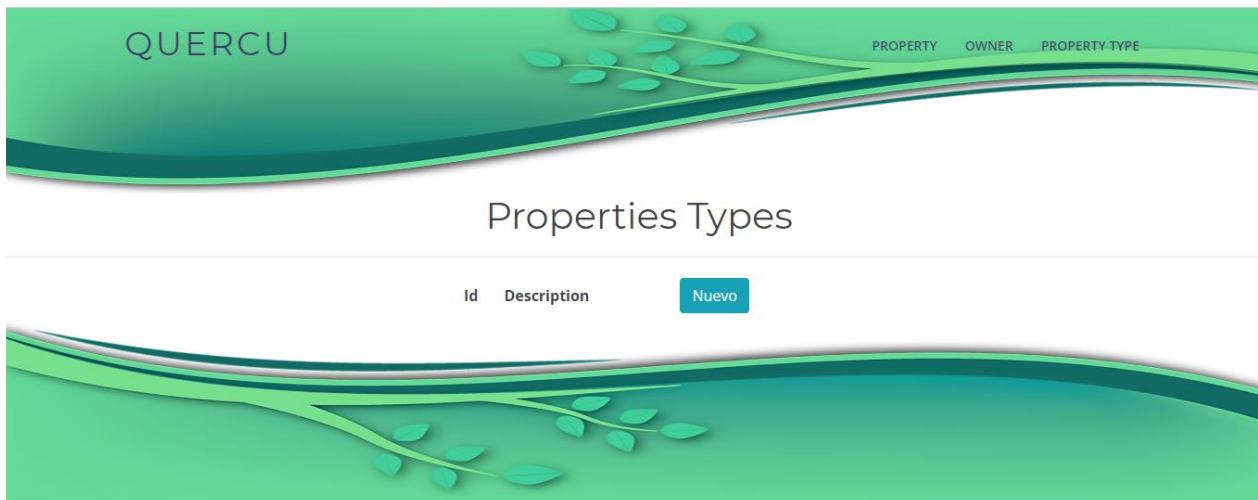 QUERCU
PROPERTY OWNER PROPERTY TYPE
Properties Types
Id Description Nuevo